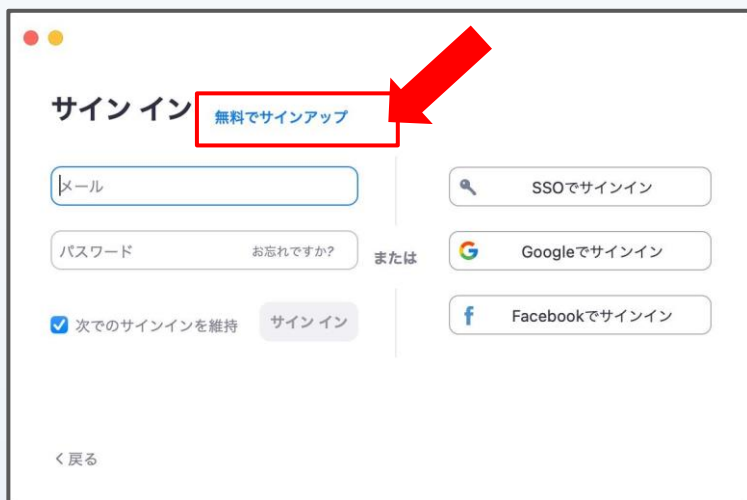 サイン イン 無料でサインアップ
メール
パスワード お忘れですか?
次でのサインインを維持 サイン イン
または
SSOでサインイン
Googleでサインイン
Facebookでサインイン
く戻る